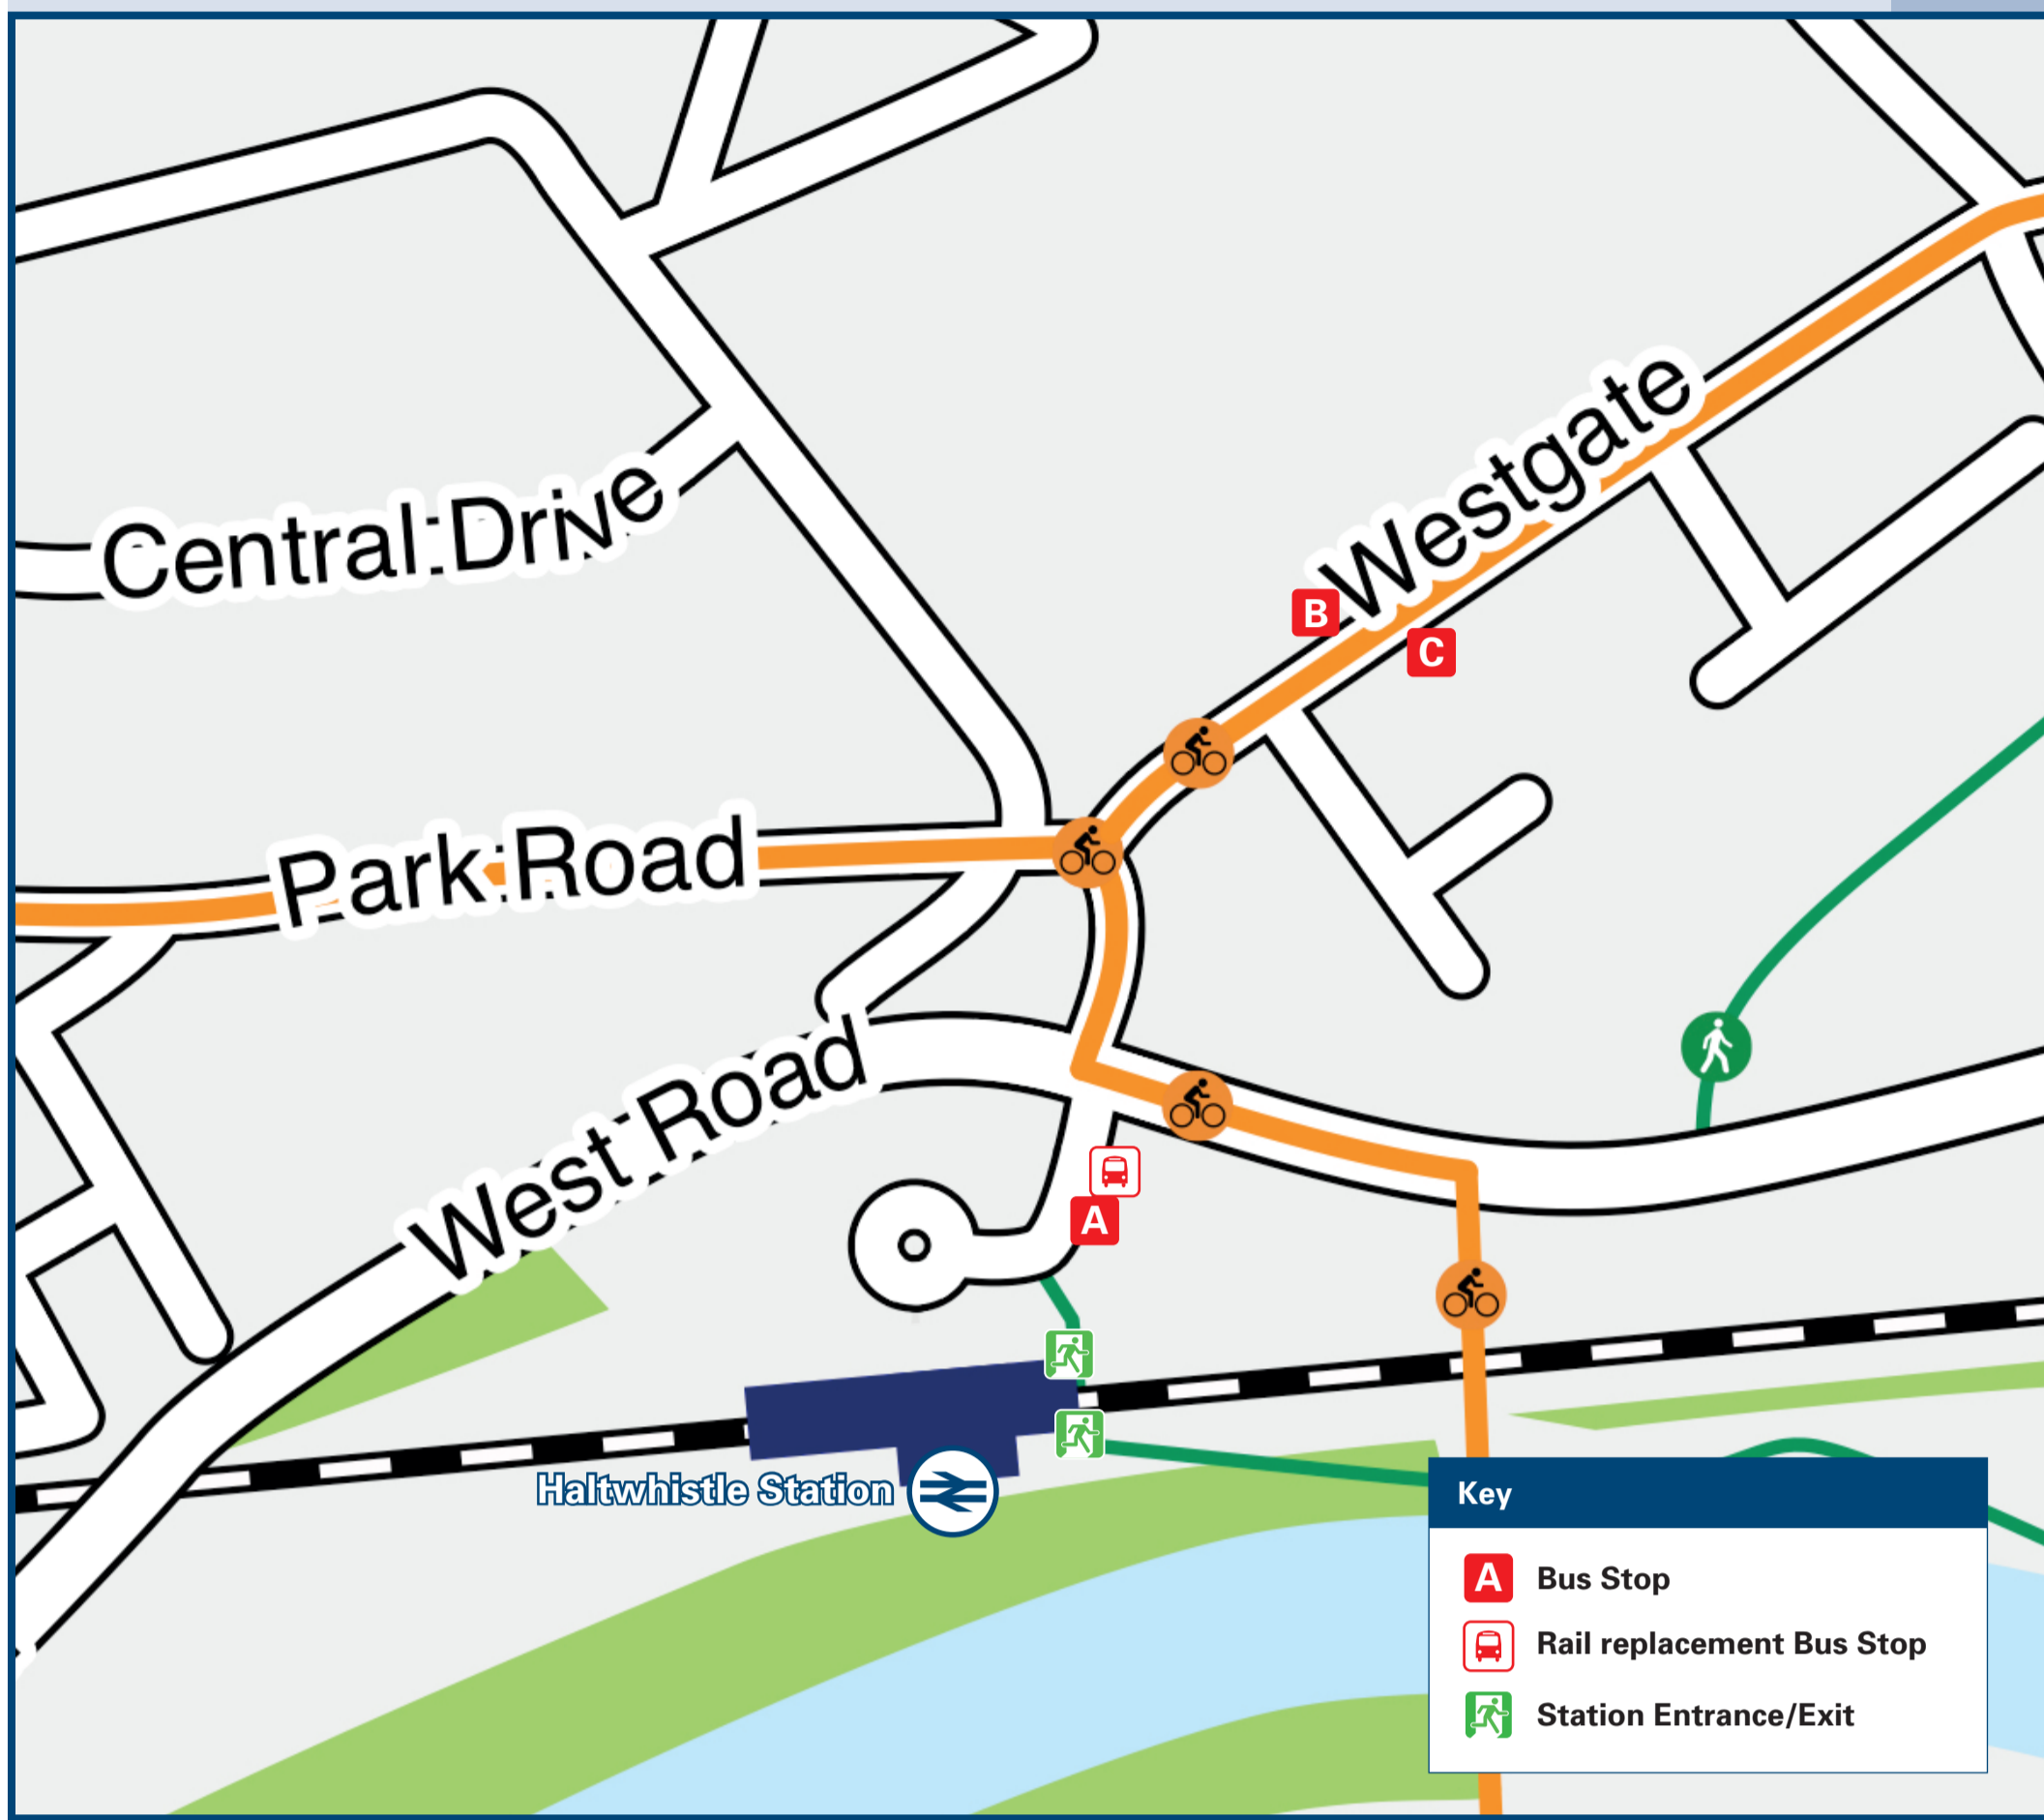 Westgate
Central Drive
B
C
Park Road
West Road
A
Haltwhistle Station
Key
A Bus Stop
Rail replacement Bus Stop
Station Entrance/Exit